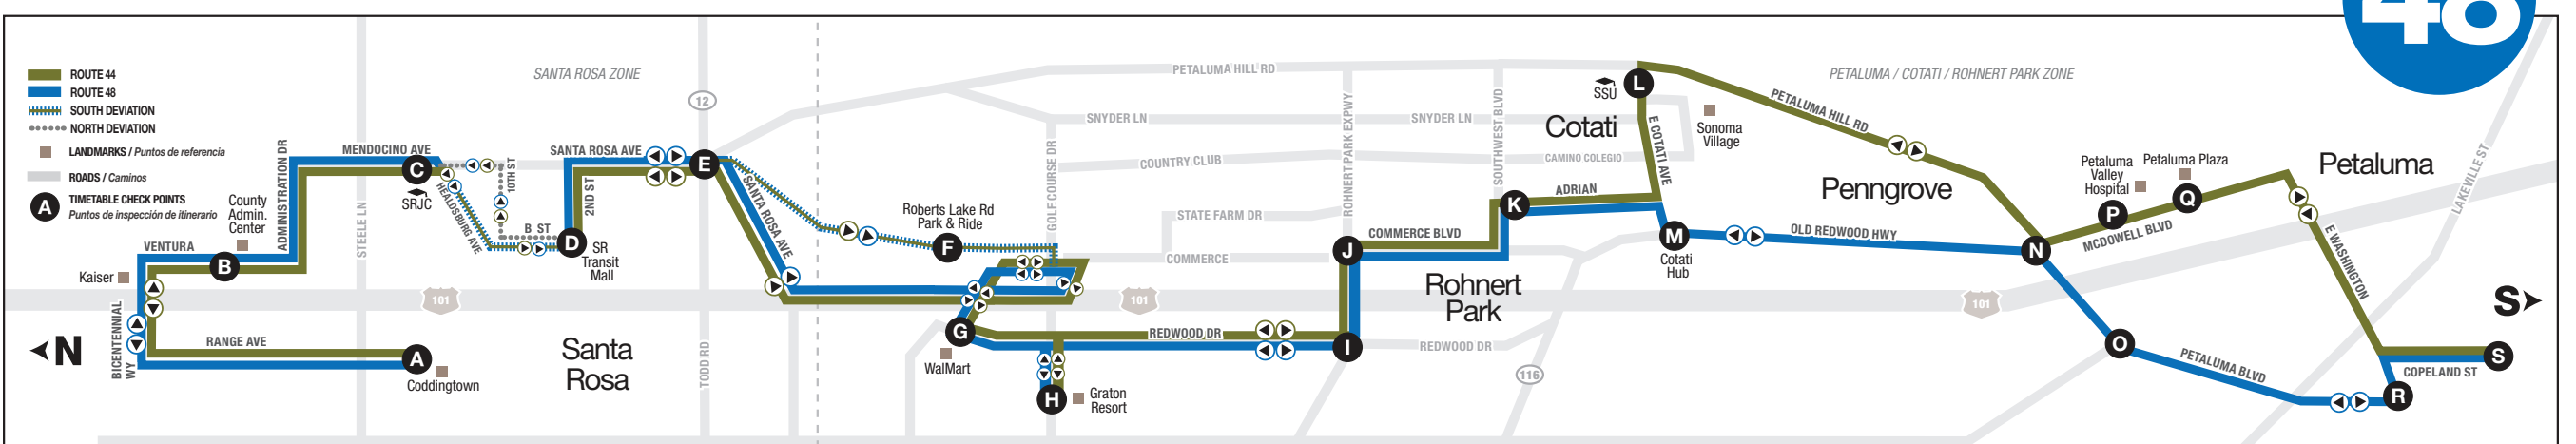 48
ROUTE 44
ROUTE 48
SOUTH DEVIATION
NORTH DEVIATION
LANDMARKS / Puntos de referencia
ROADS / Caminos
A
TIMETABLE CHECK POINTS
Puntos de inspección de itinerario
SANTA ROSA ZONE
PETALUMA / COTATI / ROHNERT PARK ZONE
N
S
Kaiser
VENTURA
BICENTENNIAL
WY
RANGE AVE
A
Coddingtown
B
County
Admin.
Center
ADMINISTRATION DR
MENDOCINO AVE
STEELE LN
C
SRJC
HEALDSBURG AVE
10TH ST
B ST
D
SR
Transit
Mall
2ND ST
SANTA ROSA AVE
E
12
TODD RD
SANTA ROSA AVE
101
Santa
Rosa
Roberts Lake Rd
Park & Ride
F
G
WalMart
H
Graton
Resort
GOLF COURSE DR
PETALUMA HILL RD
SNYDER LN
SNYDER LN
COUNTRY CLUB
STATE FARM DR
COMMERCE
101
REDWOOD DR
I
J
ROHNERT PARK EXPWY
COMMERCE BLVD
REDWOOD DR
Rohnert
Park
116
SOUTHWEST BLVD
K
ADRIAN
CAMINO COLEGIO
Cotati
SSU
L
E COTATI AVE
Sonoma
Village
M
Cotati
Hub
PETALUMA HILL RD
Penngrove
OLD REDWOOD HWY
101
N
O
PETALUMA BLVD
MCDOWELL BLVD
Petaluma
Valley
Hospital
P
Petaluma Plaza
Q
Petaluma
E WASHINGTON
LAKEVILLE ST
R
COPELAND ST
S